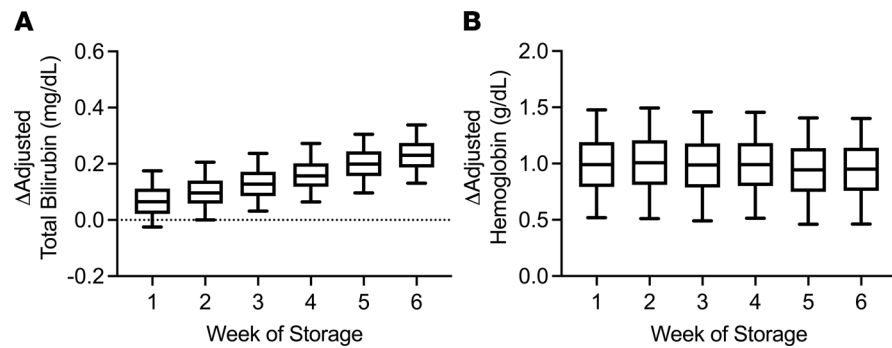 A
ΔAdjusted
Total Bilirubin (mg/dL)
0.6
0.4
0.2
0.0
-0.2
1 2 3 4 5 6
Week of Storage
B
ΔAdjusted
Hemoglobin (g/dL)
2.0
1.5
1.0
0.5
0.0
1 2 3 4 5 6
Week of Storage